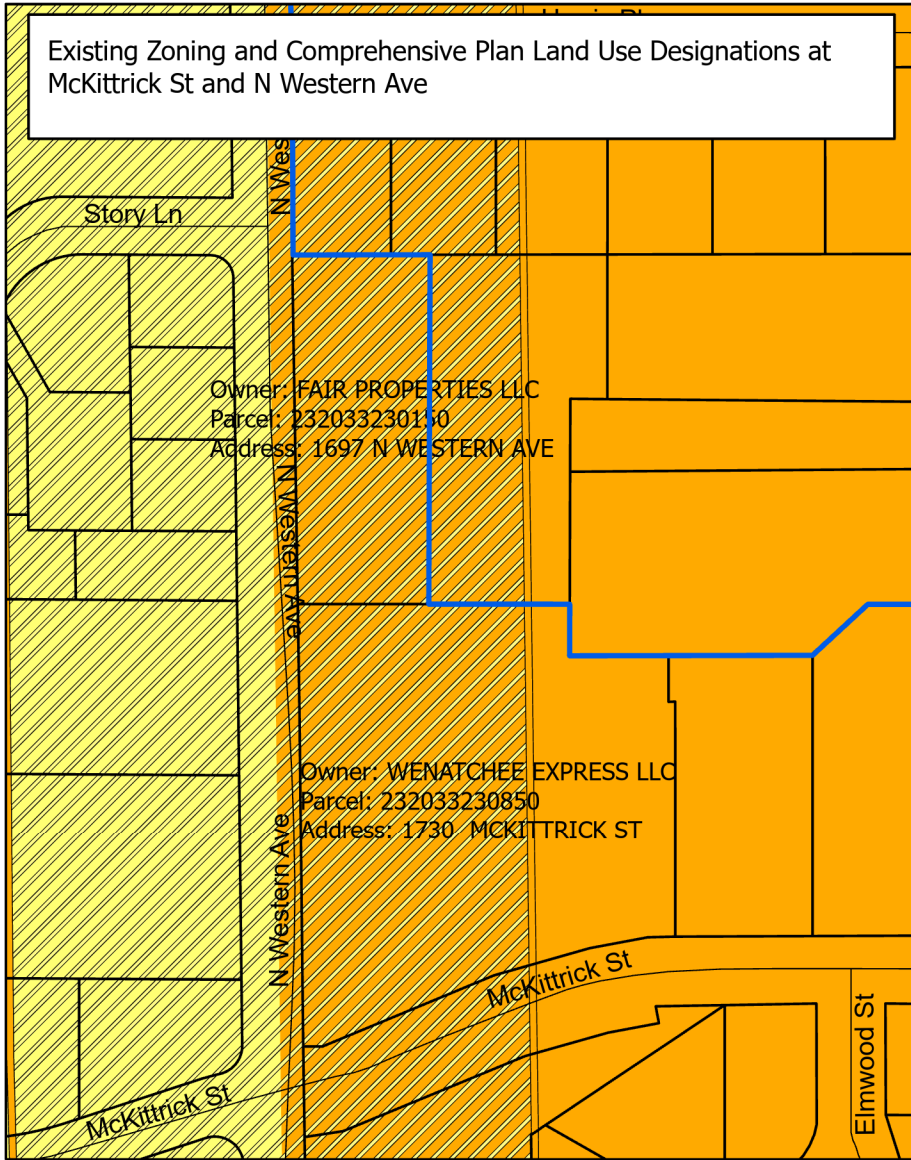 Existing Zoning and Comprehensive Plan Land Use Designations at
McKittrick St and N Western Ave
N Wes
Story Ln
Owner: FAIR PROPERTIES LLC
Parcel: 232033230150
Address: 1697 N WESTERN AVE
N Western Ave
Owner: WENATCHEE EXPRESS LLC
Parcel: 232033230850
Address: 1730 MCKITTRICK ST
N Western Ave
McKittrick St
Elmwood St
McKittrick St